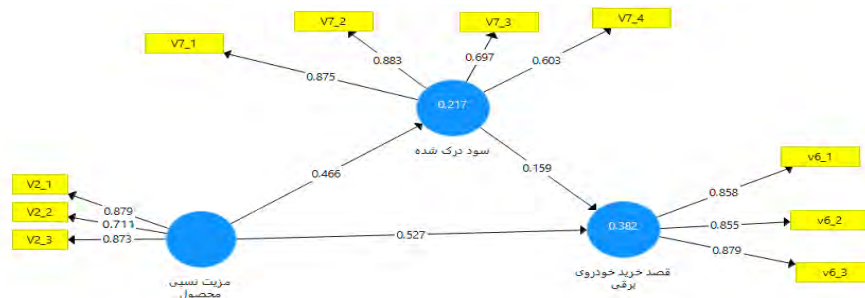 V7_1
V7_2
V7_3
V7_4
0.875
0.883
0.697
0.603
0.217
سود درک شده
0.466
0.159
V2_1
V2_2
V2_3
0.879
0.711
0.873
مزیت نسبی
محصول
0.527
0.382
قصد خرید خودروی
برقی
0.858
0.855
0.879
v6_1
v6_2
v6_3